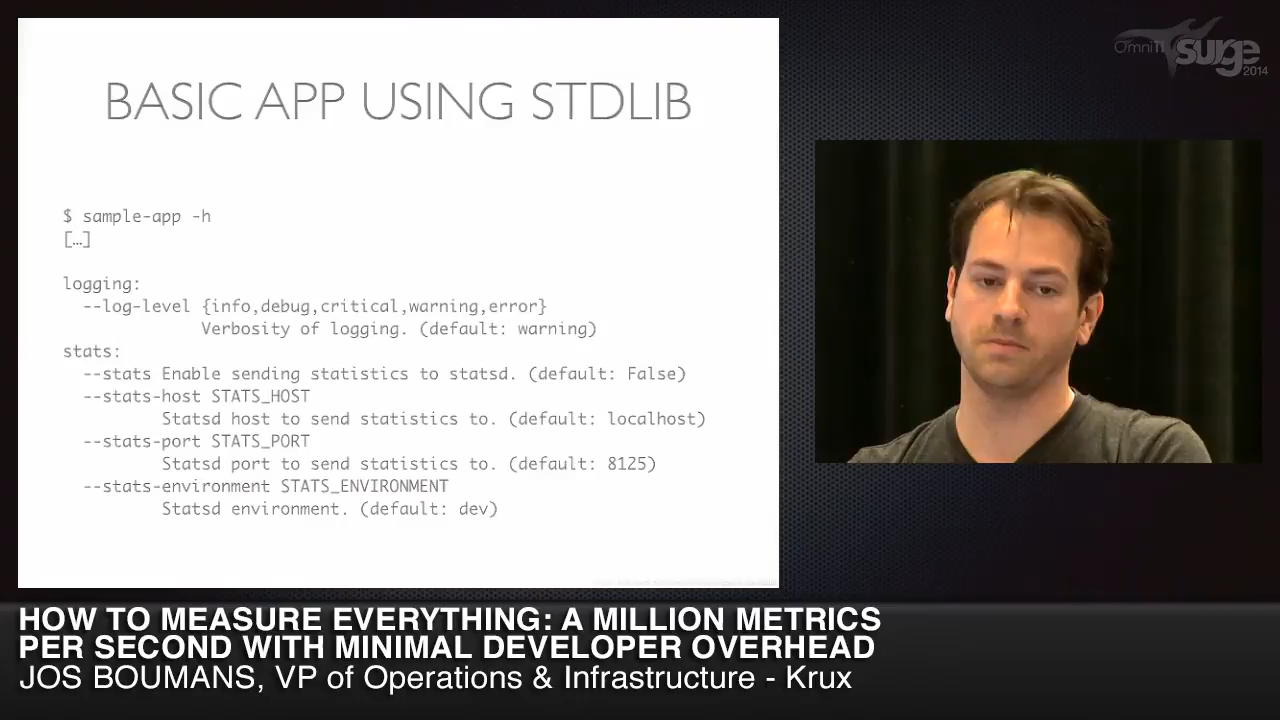 BASIC APP USING STDLIB
$ sample-app -h
[…]
logging:
--log-level {info,debug,critical,warning,error}
Verbosity of logging. (default: warning)
stats:
--stats Enable sending statistics to statsd. (default: False)
--stats-host STATS_HOST
Statsd host to send statistics to. (default: localhost)
--stats-port STATS_PORT
Statsd port to send statistics to. (default: 8125)
--stats-environment STATS_ENVIRONMENT
Statsd environment. (default: dev)
OmniTI
surge
2014
HOW TO MEASURE EVERYTHING: A MILLION METRICS
PER SECOND WITH MINIMAL DEVELOPER OVERHEAD
JOS BOUMANS, VP of Operations & Infrastructure - Krux